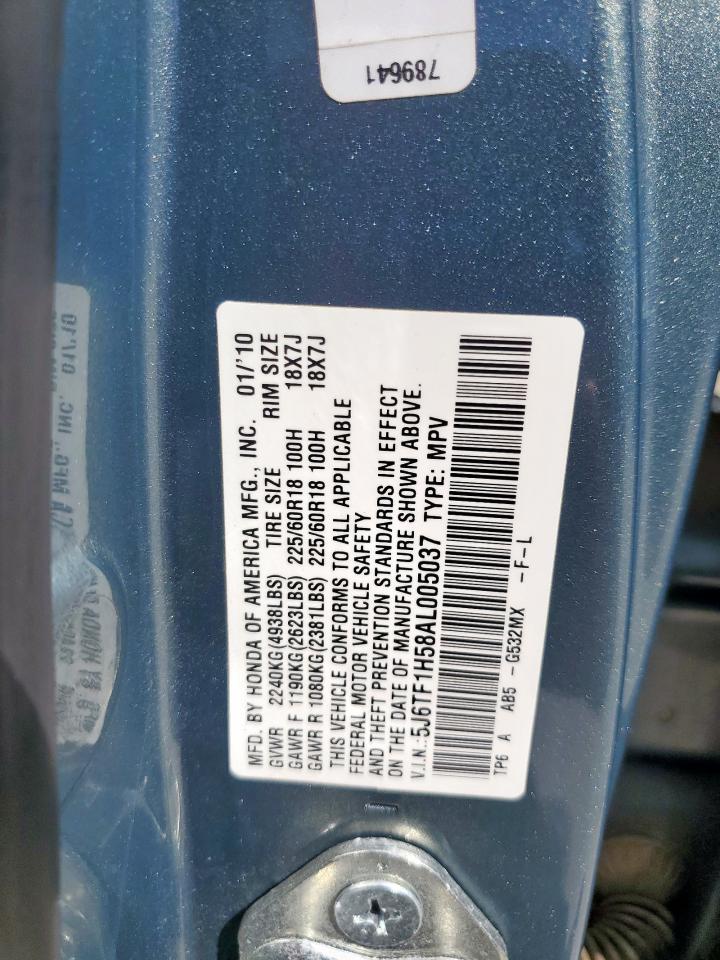 789641
MFD. BY HONDA OF AMERICA MFG., INC. 01/'10
GVWR 2240KG(4938LBS) TIRE SIZE RIM SIZE
GAWR F 1190KG(2623LBS) 225/60R18 100H 18X7J
GAWR R 1080KG(2381LBS) 225/60R18 100H 18X7J
THIS VEHICLE CONFORMS TO ALL APPLICABLE
FEDERAL MOTOR VEHICLE SAFETY
AND THEFT PREVENTION STANDARDS IN EFFECT
ON THE DATE OF MANUFACTURE SHOWN ABOVE.
V.I.N.:5J6TF1H58AL005037 TYPE: MPV
TP6 A AB5 -G532MX -F-L